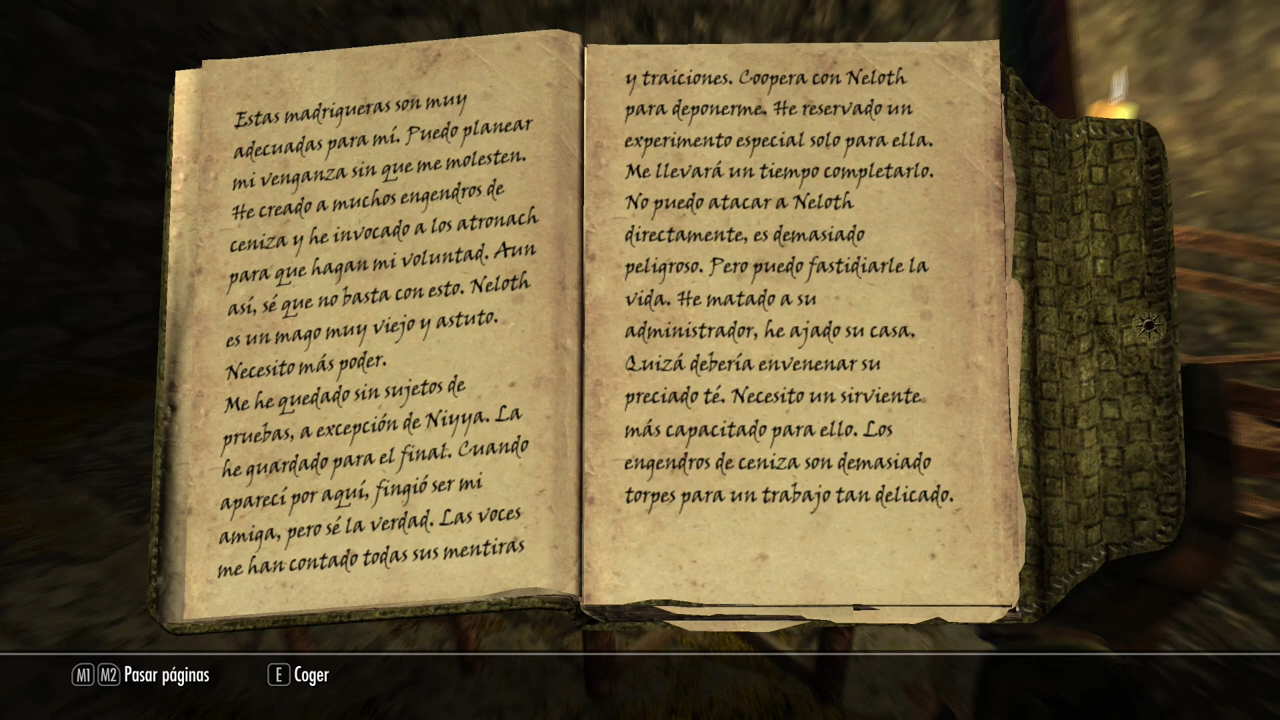 Estas madrigueras son muy
adecuadas para mí. Puedo planear
mi venganza sin que me molesten.
He creado a muchos engendros de
ceniza y he invocado a los atronach
para que hagan mi voluntad. Aun
así, sé que no basta con esto. Neloth
es un mago muy viejo y astuto.
Necesito más poder.
Me he quedado sin sujetos de
pruebas, a excepción de Niyya. La
he guardado para el final. Cuando
aparecí por aquí, fingió ser mi
amiga, pero sé la verdad. Las voces
me han contado todas sus mentiras
y traiciones. Coopera con Neloth
para deponerme. He reservado un
experimento especial solo para ella.
Me llevará un tiempo completarlo.
No puedo atacar a Neloth
directamente, es demasiado
peligroso. Pero puedo fastidiarle la
vida. He matado a su
administrador, he ajado su casa.
Quizá debería envenenar su
preciado té. Necesito un sirviente
más capacitado para ello. Los
engendros de ceniza son demasiado
torpes para un trabajo tan delicado.
M1 M2 Pasar páginas E Coger